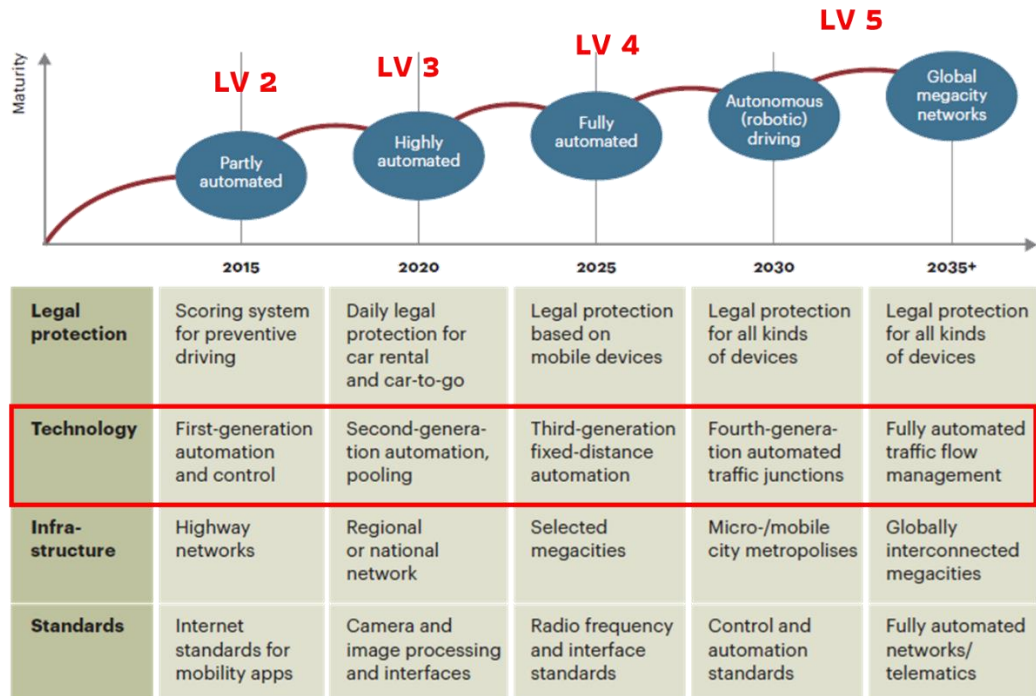 LV 2
LV 3
LV 4
LV 5
Maturity
Partly
automated
Highly
automated
Fully
automated
Autonomous
(robotic)
driving
Global
megacity
networks
2015
2020
2025
2030
2035+
Legal
protection
Scoring system
for preventive
driving
Daily legal
protection for
car rental
and car-to-go
Legal protection
based on
mobile devices
Legal protection
for all kinds
of devices
Legal protection
for all kinds
of devices
Technology
First-generation
automation
and control
Second-genera-
tion automation,
pooling
Third-generation
fixed-distance
automation
Fourth-genera-
tion automated
traffic junctions
Fully automated
traffic flow
management
Infra-
structure
Highway
networks
Regional
or national
network
Selected
megacities
Micro-/mobile
city metropolises
Globally
interconnected
megacities
Standards
Internet
standards for
mobility apps
Camera and
image processing
and interfaces
Radio frequency
and interface
standards
Control and
automation
standards
Fully automated
networks/
telematics